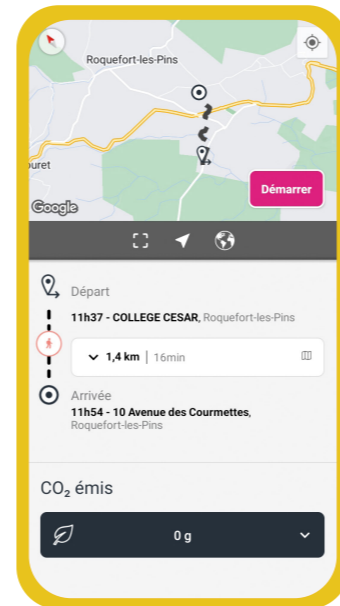 Roquefort-les-Pins
ouret
Google
Démarrer
Départ
11h37 - COLLEGE CESAR, Roquefort-les-Pins
1,4 km | 16min
Arrivée
11h54 - 10 Avenue des Courmettes,
Roquefort-les-Pins
CO₂ émis
0 g